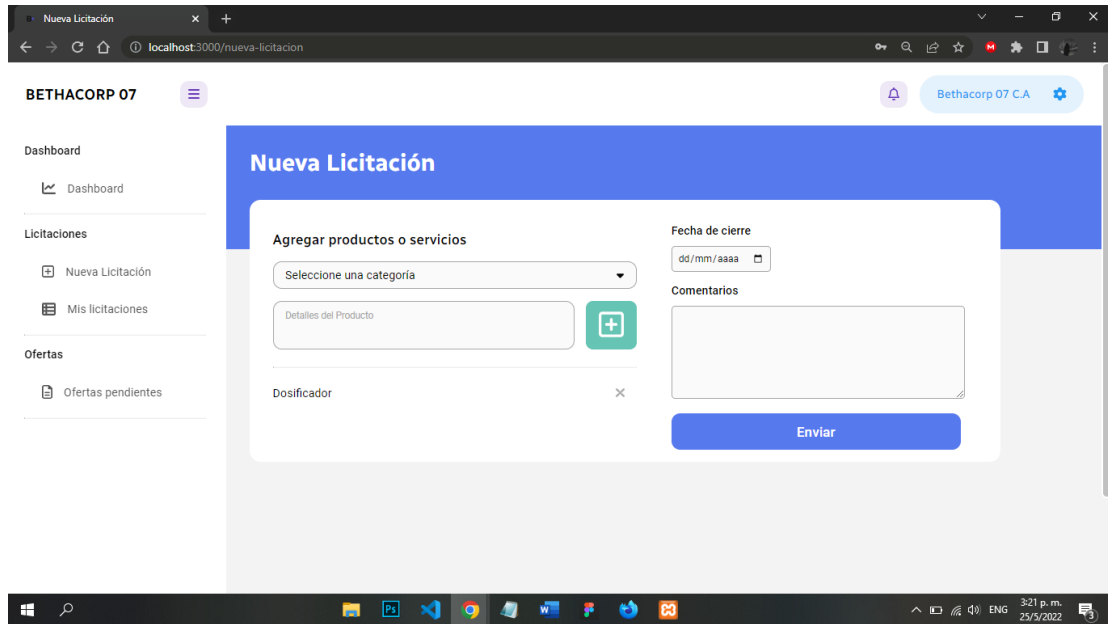 Nueva Licitación
localhost:3000/nueva-licitacion
M
BETHACORP 07
Bethacorp 07 C.A
Dashboard
Dashboard
Licitaciones
Nueva Licitación
Mis licitaciones
Ofertas
Ofertas pendientes
Nueva Licitación
Agregar productos o servicios
Seleccione una categoría
Detalles del Producto
Dosificador
Fecha de cierre
dd/mm/aaaa
Comentarios
Enviar
Ps
W
ENG
3:21 p. m.
25/5/2022
3